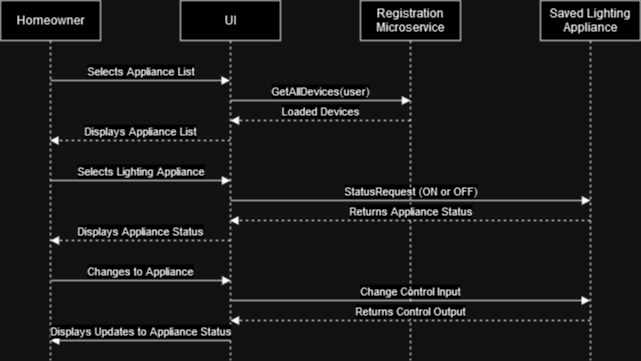 Homeowner
UI
Registration
Microservice
Saved Lighting
Appliance
Selects Appliance List
GetAllDevices(user)
Loaded Devices
Displays Appliance List
Selects Lighting Appliance
StatusRequest (ON or OFF)
Returns Appliance Status
Displays Appliance Status
Changes to Appliance
Change Control Input
Returns Control Output
Displays Updates to Appliance Status